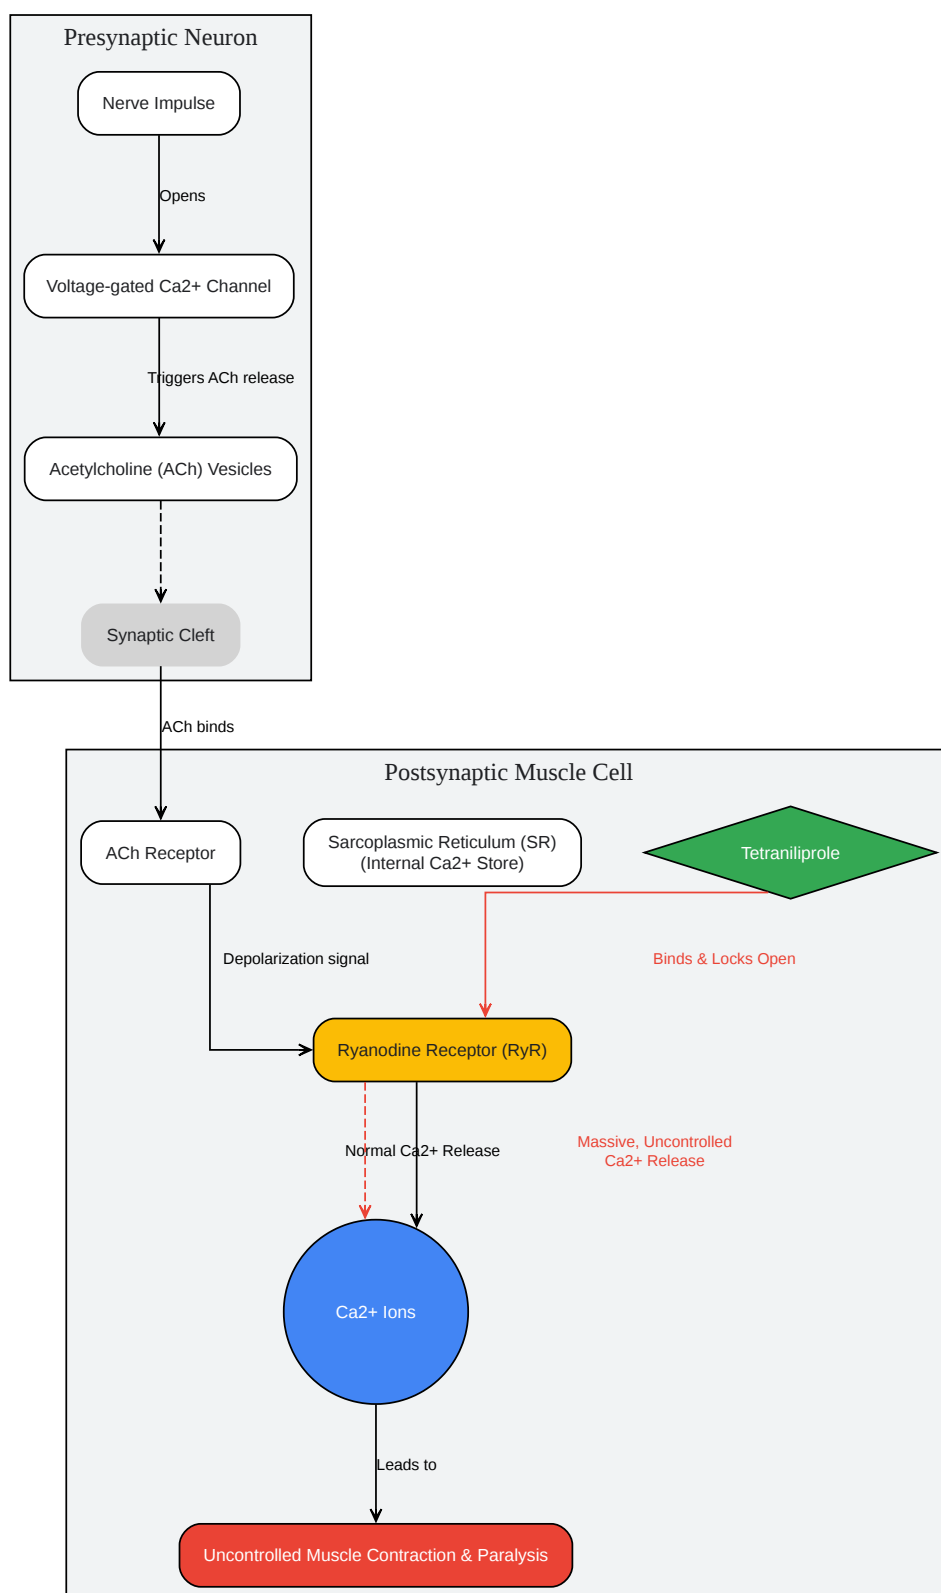 Presynaptic Neuron
Nerve Impulse
Opens
Voltage-gated Ca2+ Channel
Triggers ACh release
Acetylcholine (ACh) Vesicles
Synaptic Cleft
ACh binds
Postsynaptic Muscle Cell
ACh Receptor
Sarcoplasmic Reticulum (SR)
(Internal Ca2+ Store)
Tetraniliprole
Depolarization signal
Binds & Locks Open
Ryanodine Receptor (RyR)
Normal Ca2+ Release
Massive, Uncontrolled
Ca2+ Release
Ca2+ Ions
Leads to
Uncontrolled Muscle Contraction & Paralysis